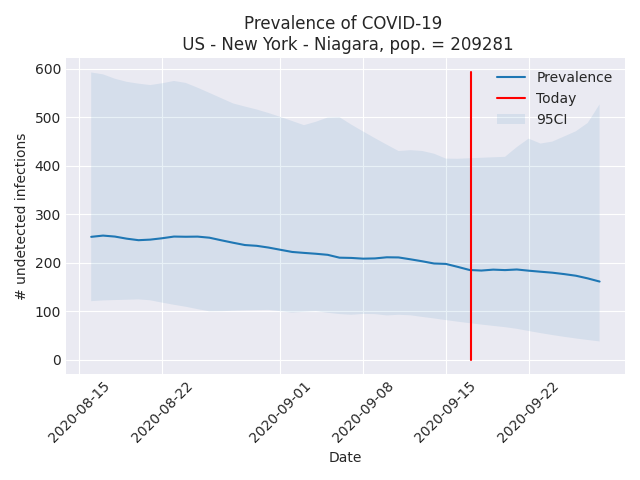 Prevalence of COVID-19
US - New York - Niagara, pop. = 209281
600
500
400
300
200
100
0
# undetected infections
Prevalence
Today
95CI
2020-08-15
2020-08-22
2020-09-01
2020-09-08
2020-09-15
2020-09-22
Date